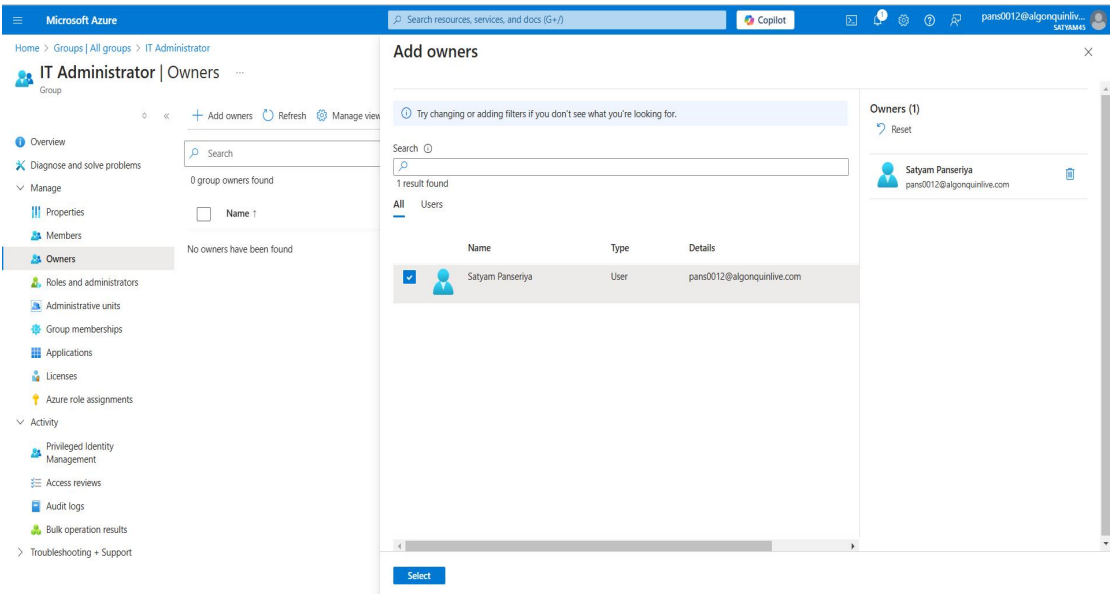 Microsoft Azure
Search resources, services, and docs (G+/)
Copilot
1
pans0012@algonquinliv...
SATYAM45
Home > Groups | All groups > IT Administrator
IT Administrator | Owners ...
Group
Overview
Diagnose and solve problems
Manage
Properties
Members
Owners
Roles and administrators
Administrative units
Group memberships
Applications
Licenses
Azure role assignments
Activity
Privileged Identity
Management
Access reviews
Audit logs
Bulk operation results
Troubleshooting + Support
Add owners Refresh Manage view
Search
0 group owners found
Name ↑
No owners have been found
Add owners
Try changing or adding filters if you don't see what you're looking for.
Search
1 result found
All Users
Name Type Details
Satyam Panseriya User pans0012@algonquinlive.com
Select
Owners (1)
Reset
Satyam Panseriya
pans0012@algonquinlive.com